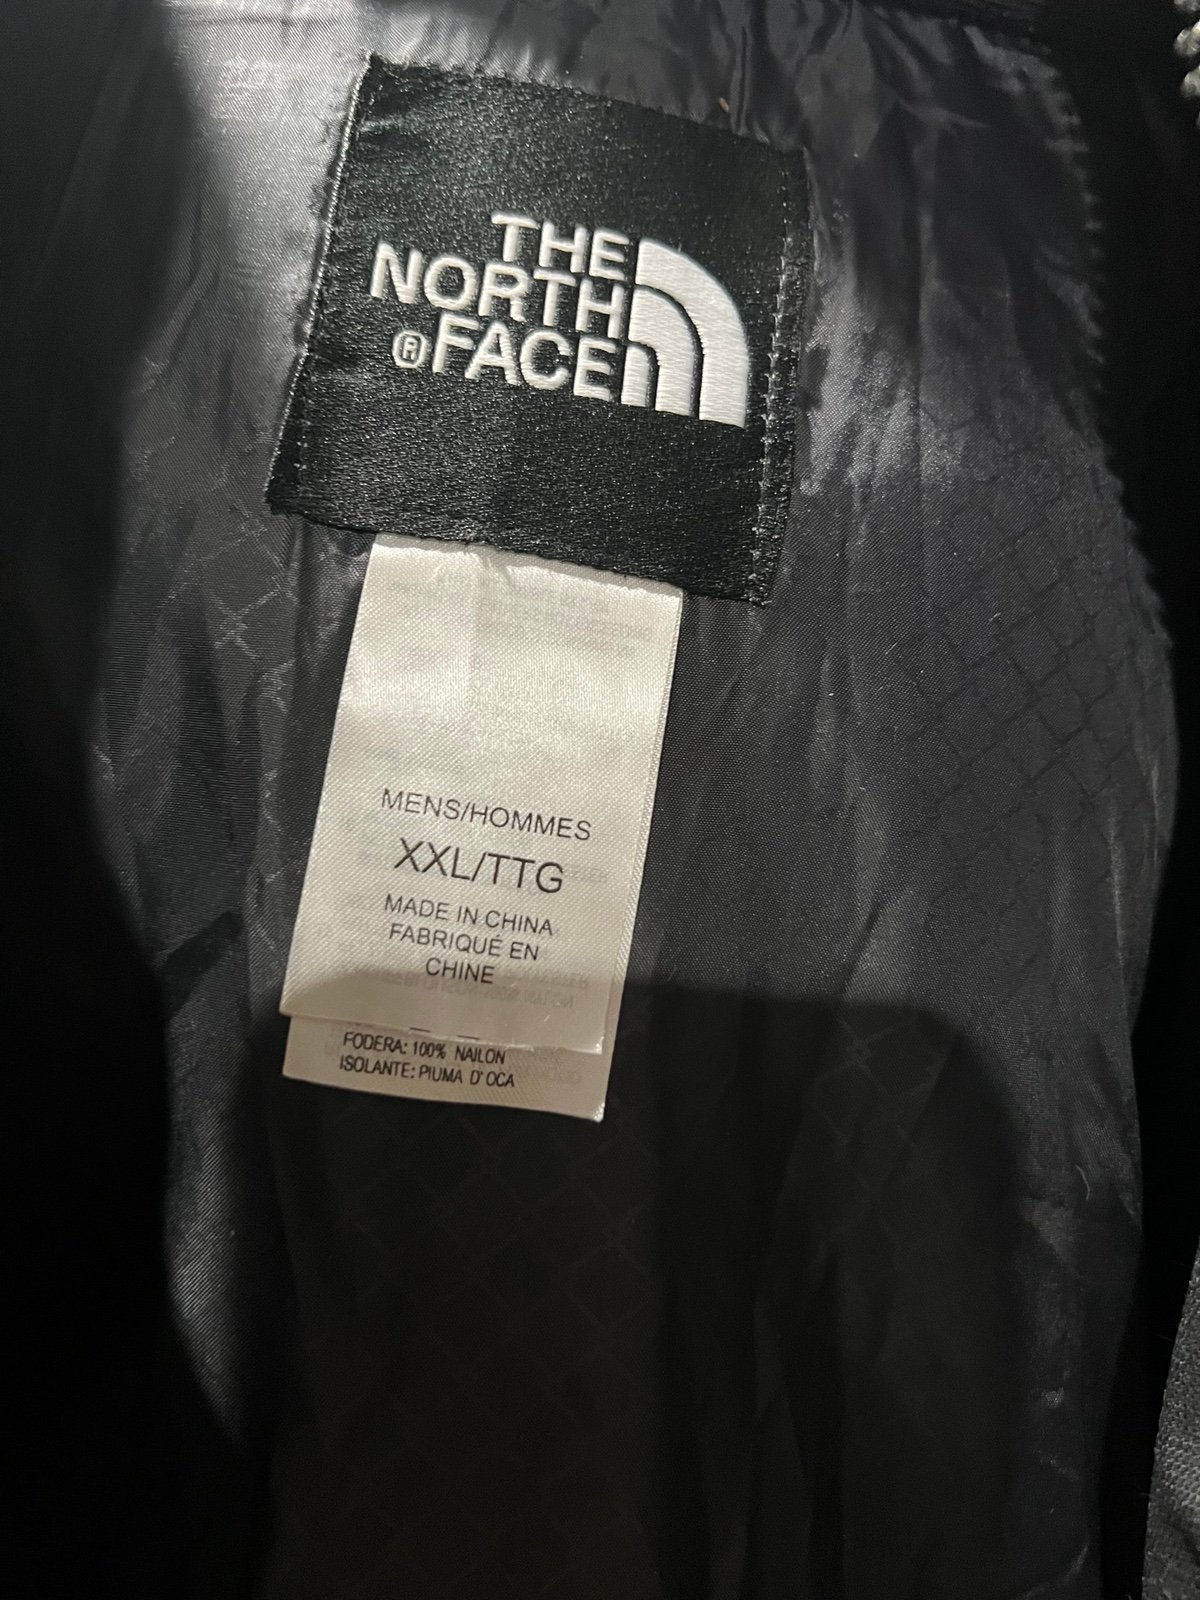 THE
NORTH
® FACE
MENS/HOMMES
XXL/TTG
MADE IN CHINA
FABRIQUÉ EN
CHINE
FODERA: 100% NAILON
ISOLANTE: PIUMA D' OCA